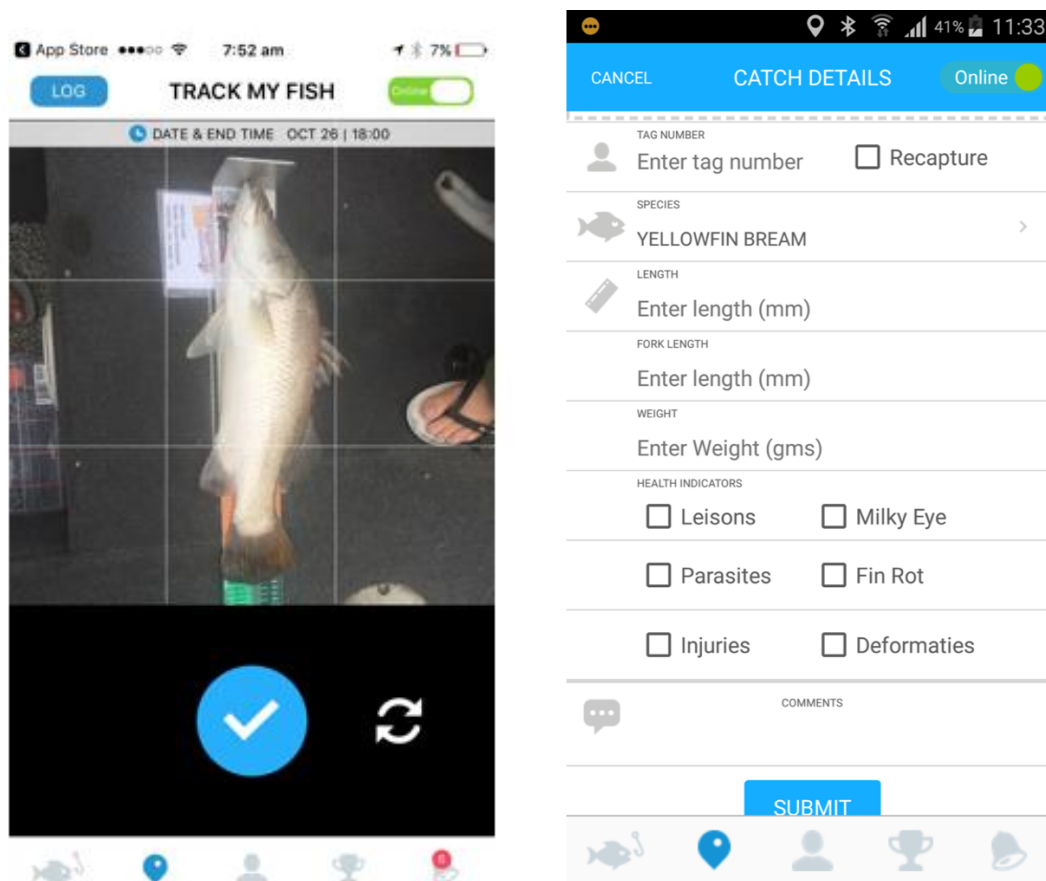 App Store 7:52 am 7%
LOG TRACK MY FISH Online
DATE & END TIME OCT 26 | 18:00
6
41% 11:33
CANCEL CATCH DETAILS Online
TAG NUMBER
Enter tag number Recapture
SPECIES
YELLOWFIN BREAM
LENGTH
Enter length (mm)
FORK LENGTH
Enter length (mm)
WEIGHT
Enter Weight (gms)
HEALTH INDICATORS
Leisons Milky Eye
Parasites Fin Rot
Injuries Deformaties
COMMENTS
SUBMIT